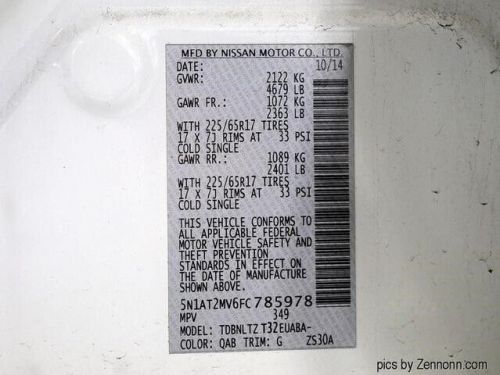 MFD BY NISSAN MOTOR CO., LTD.
DATE: 10/14
GVWR: 2122 KG
4679 LB
GAWR FR.: 1072 KG
2363 LB
WITH 225/65R17 TIRES
17 X 7J RIMS AT 33 PSI
COLD SINGLE
GAWR RR.: 1089 KG
2401 LB
WITH 225/65R17 TIRES
17 X 7J RIMS AT 33 PSI
COLD SINGLE
THIS VEHICLE CONFORMS TO
ALL APPLICABLE FEDERAL
MOTOR VEHICLE SAFETY AND
THEFT PREVENTION
STANDARDS IN EFFECT ON
THE DATE OF MANUFACTURE
SHOWN ABOVE.
5N1AT2MV6FC785978
MPV 349
MODEL: TDBNLTZ T32EUABA-
COLOR: QAB TRIM: G ZS30A
pics by Zennonn.com